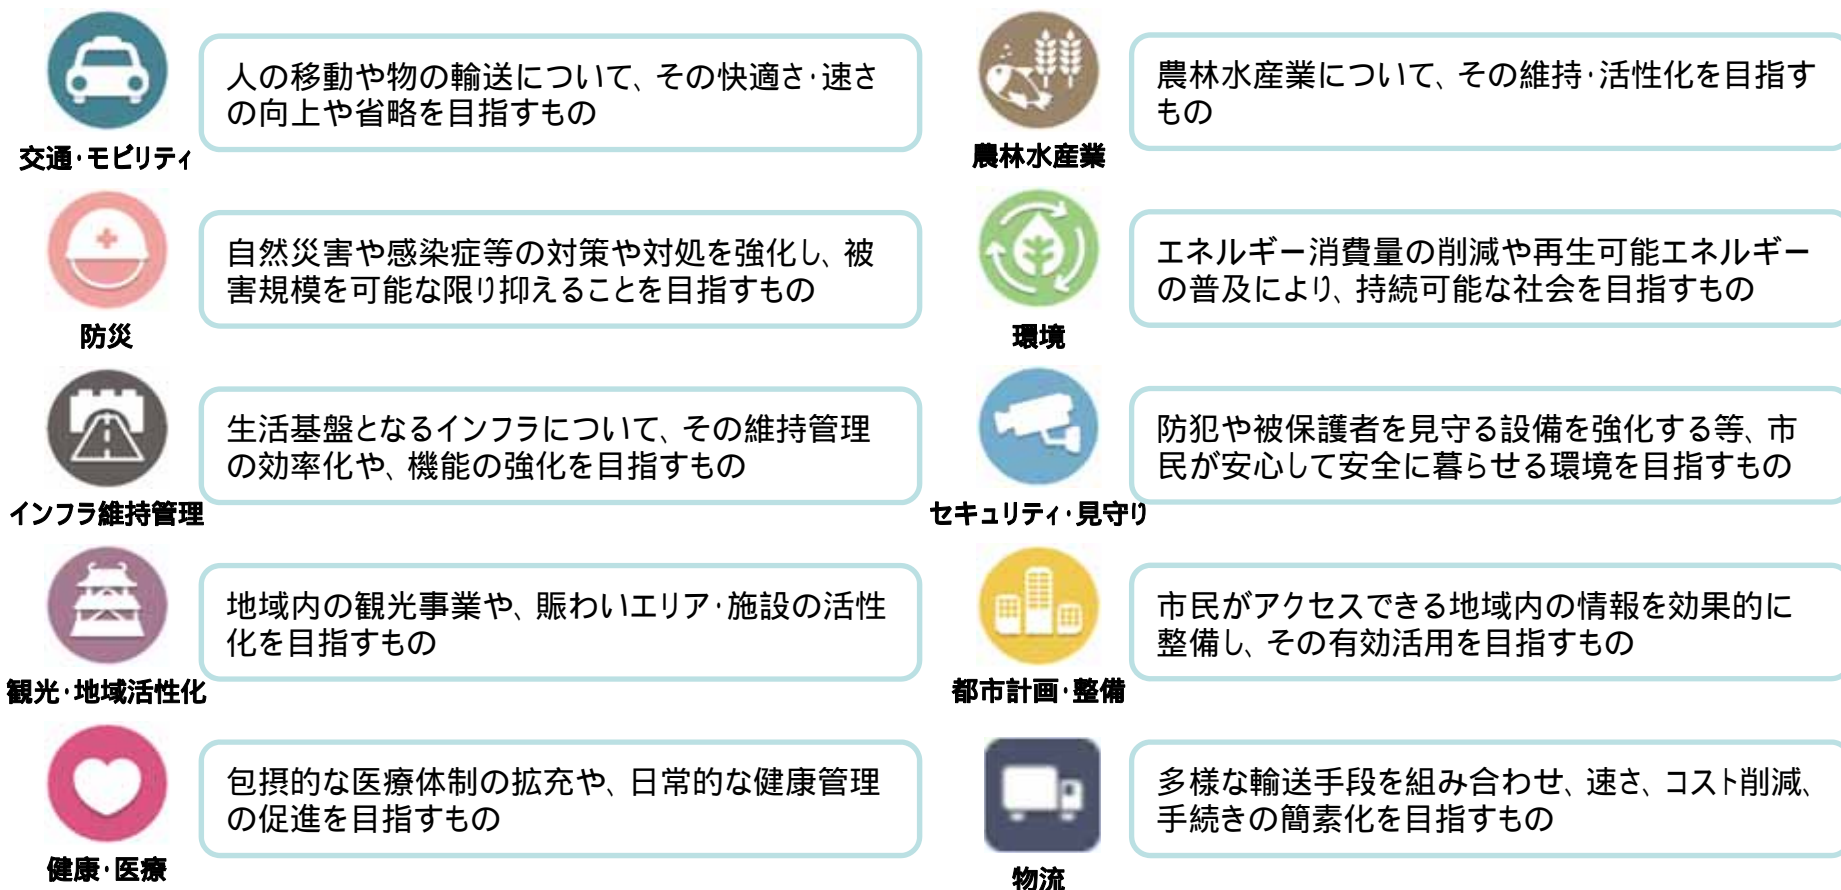 人の移動や物の輸送について、その快適さ・速さ
の向上や省略を目指すもの
交通・モビリティ
自然災害や感染症等の対策や対処を強化し、被
害規模を可能な限り抑えることを目指すもの
防災
生活基盤となるインフラについて、その維持管理
の効率化や、機能の強化を目指すもの
インフラ維持管理
地域内の観光事業や、賑わいエリア・施設の活性
化を目指すもの
観光・地域活性化
包摂的な医療体制の拡充や、日常的な健康管理
の促進を目指すもの
健康・医療
農林水産業について、その維持・活性化を目指す
もの
農林水産業
エネルギー消費量の削減や再生可能エネルギー
の普及により、持続可能な社会を目指すもの
環境
防犯や被保護者を見守る設備を強化する等、市
民が安心して安全に暮らせる環境を目指すもの
セキュリティ・見守り
市民がアクセスできる地域内の情報を効果的に
整備し、その有効活用を目指すもの
都市計画・整備
多様な輸送手段を組み合わせ、速さ、コスト削減、
手続きの簡素化を目指すもの
物流